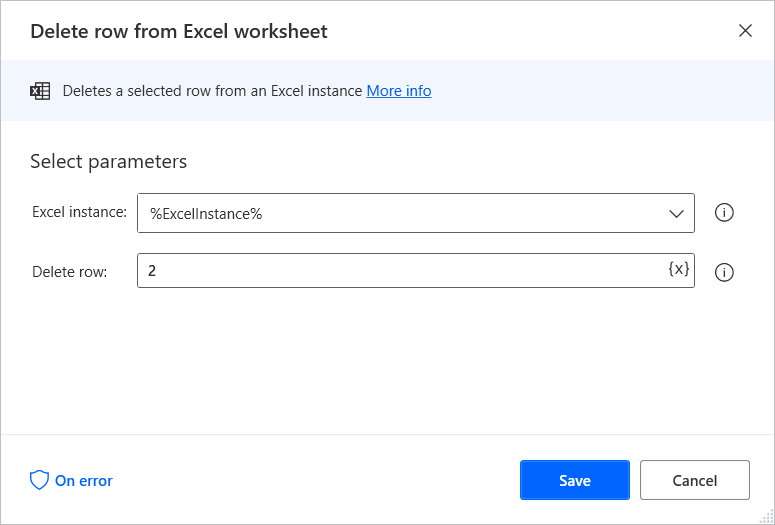 Delete row from Excel worksheet
Deletes a selected row from an Excel instance More info
Select parameters
Excel instance: %ExcelInstance%
Delete row: 2 {x}
On error Save Cancel